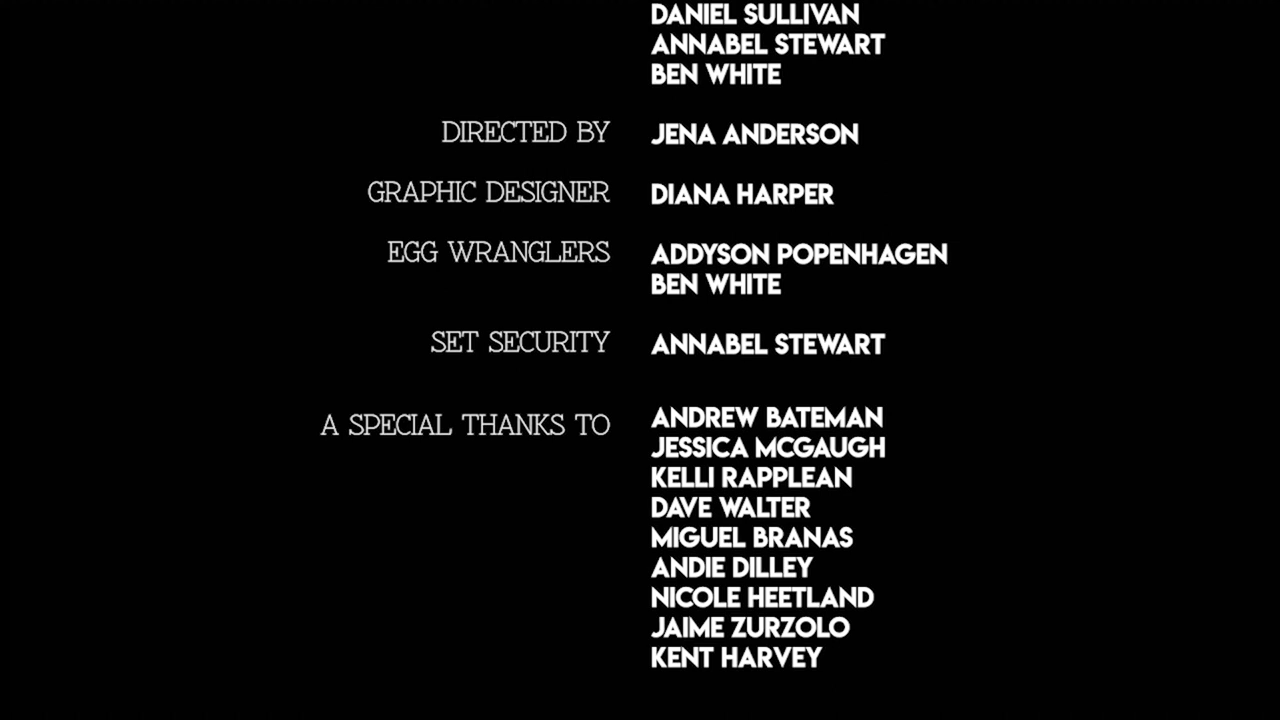 DANIEL SULLIVAN
ANNABEL STEWART
BEN WHITE
DIRECTED BY JENA ANDERSON
GRAPHIC DESIGNER DIANA HARPER
EGG WRANGLERS ADDYSON POPENHAGEN
BEN WHITE
SET SECURITY ANNABEL STEWART
A SPECIAL THANKS TO ANDREW BATEMAN
JESSICA MCGAUGH
KELLI RAPPLEAN
DAVE WALTER
MIGUEL BRANAS
ANDIE DILLEY
NICOLE HEETLAND
JAIME ZURZOLO
KENT HARVEY